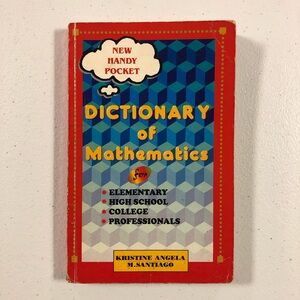 NEW
HANDY
POCKET
DICTIONARY
of
Mathematics
for
ELEMENTARY
HIGH SCHOOL
COLLEGE
PROFESSIONALS
KRISTINE ANGELA
M. SANTIAGO